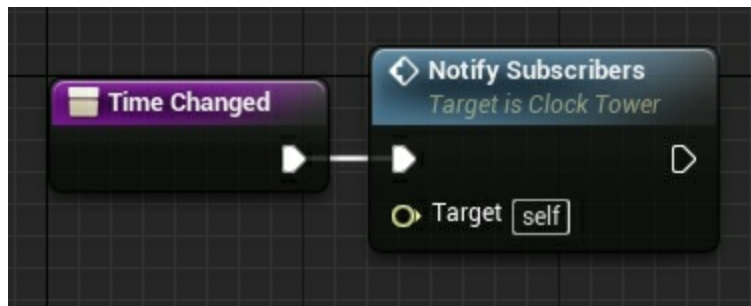 Time Changed
Notify Subscribers
Target is Clock Tower
Target self